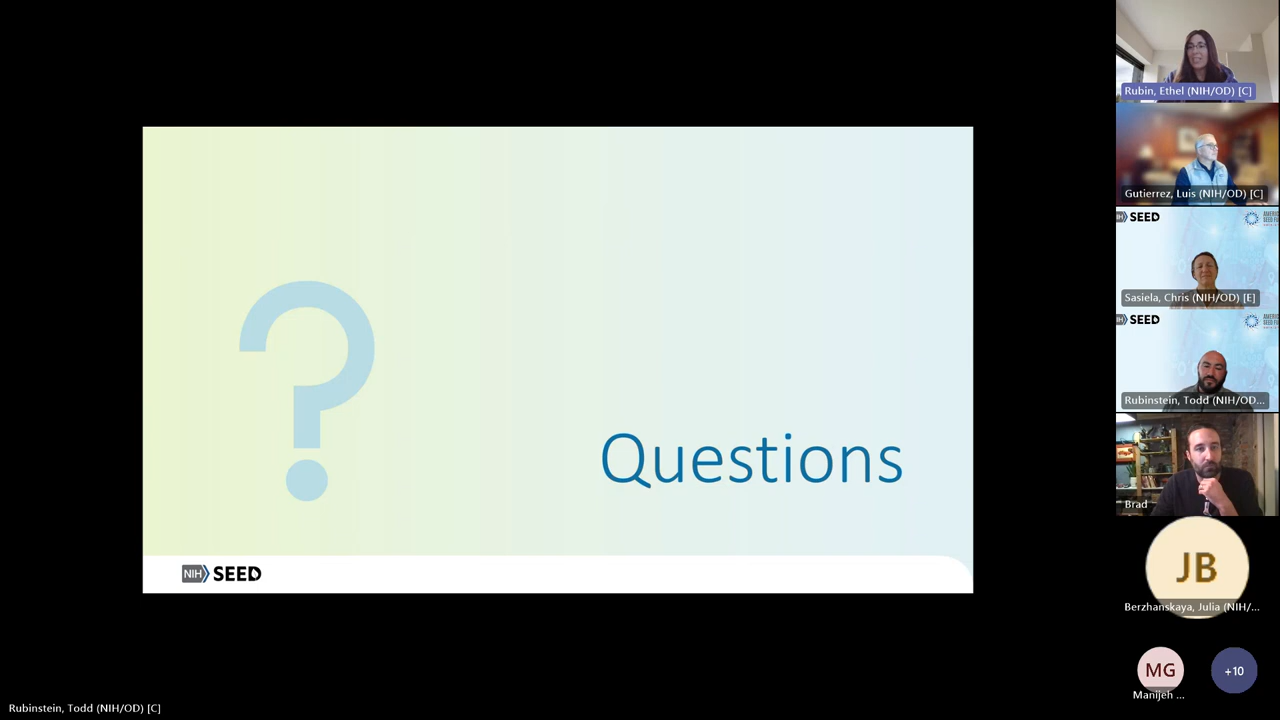 ?
Questions
NIH SEED
Rubin, Ethel (NIH/OD) [C]
Gutierrez, Luis (NIH/OD) [C]
SEED
Sasiela, Chris (NIH/OD) [E]
SEED
Rubinstein, Todd (NIH/OD...
Brad
JB
Berzhanskaya, Julia (NIH/...
MG
Manijeh ...
+10
Rubinstein, Todd (NIH/OD) [C]